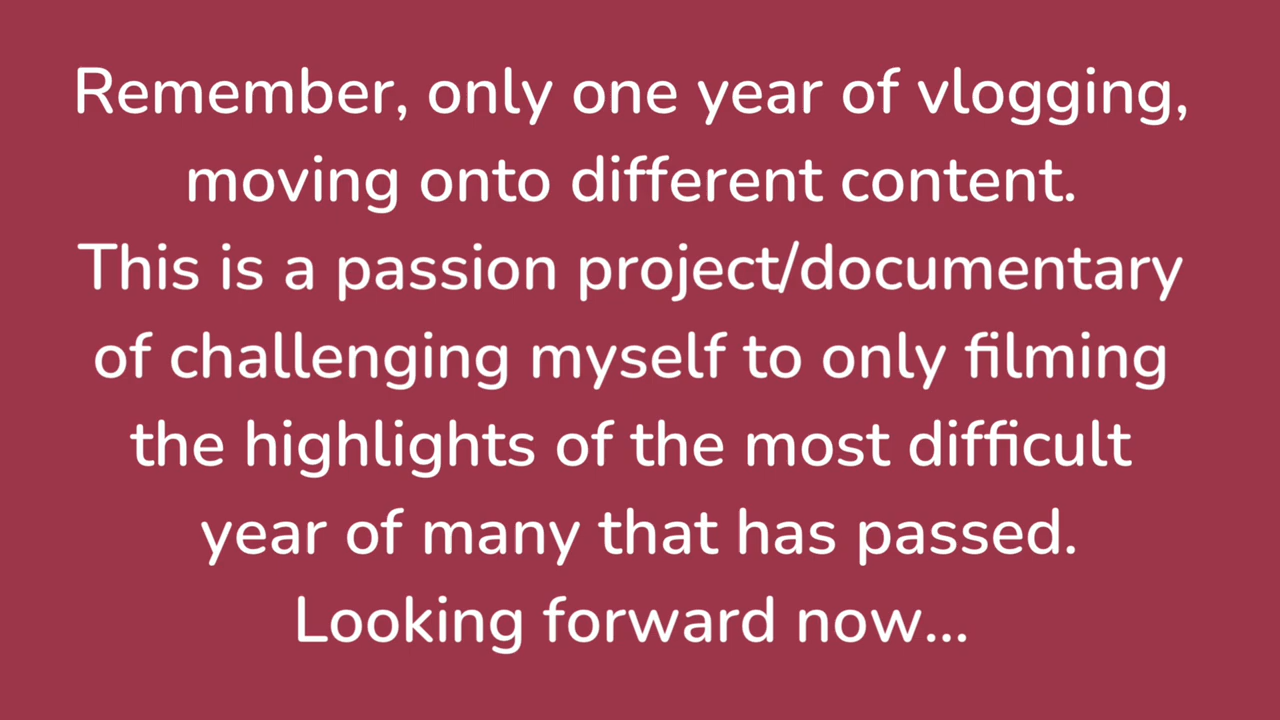 Remember, only one year of vlogging,
moving onto different content.
This is a passion project/documentary
of challenging myself to only filming
the highlights of the most difficult
year of many that has passed.
Looking forward now...